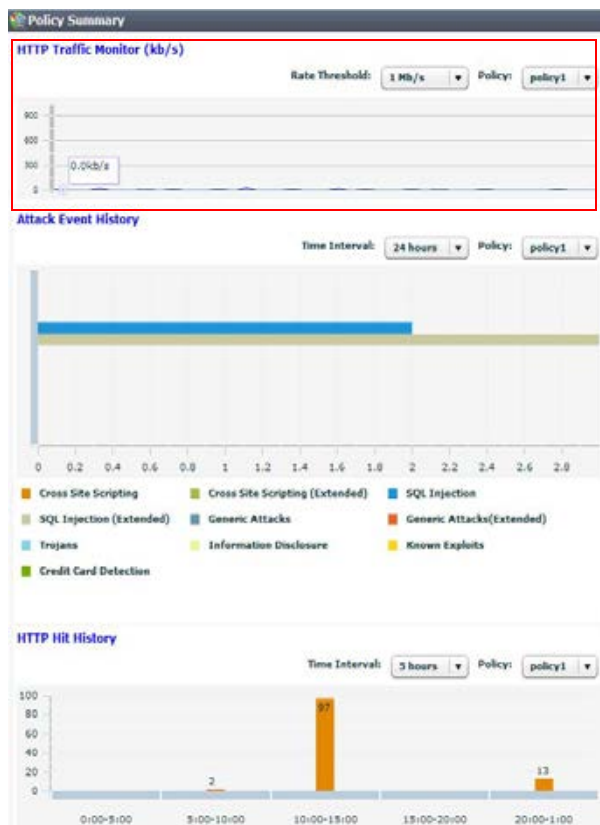 Policy Summary
HTTP Traffic Monitor (kb/s)
Rate Threshold: 1 Mb/s Policy: policy1
900
600
300
0
0.0kb/s
Attack Event History
Time Interval: 24 hours Policy: policy1
0 0.2 0.4 0.6 0.8 1 1.2 1.4 1.6 1.8 2 2.2 2.4 2.6 2.8
Cross Site Scripting Cross Site Scripting (Extended) SQL Injection
SQL Injection (Extended) Generic Attacks Generic Attacks(Extended)
Trojans Information Disclosure Known Exploits
Credit Card Detection
HTTP Hit History
Time Interval: 5 hours Policy: policy1
100
80
60
40
20
0
2 97 13
0:00-5:00 5:00-10:00 10:00-15:00 15:00-20:00 20:00-1:00